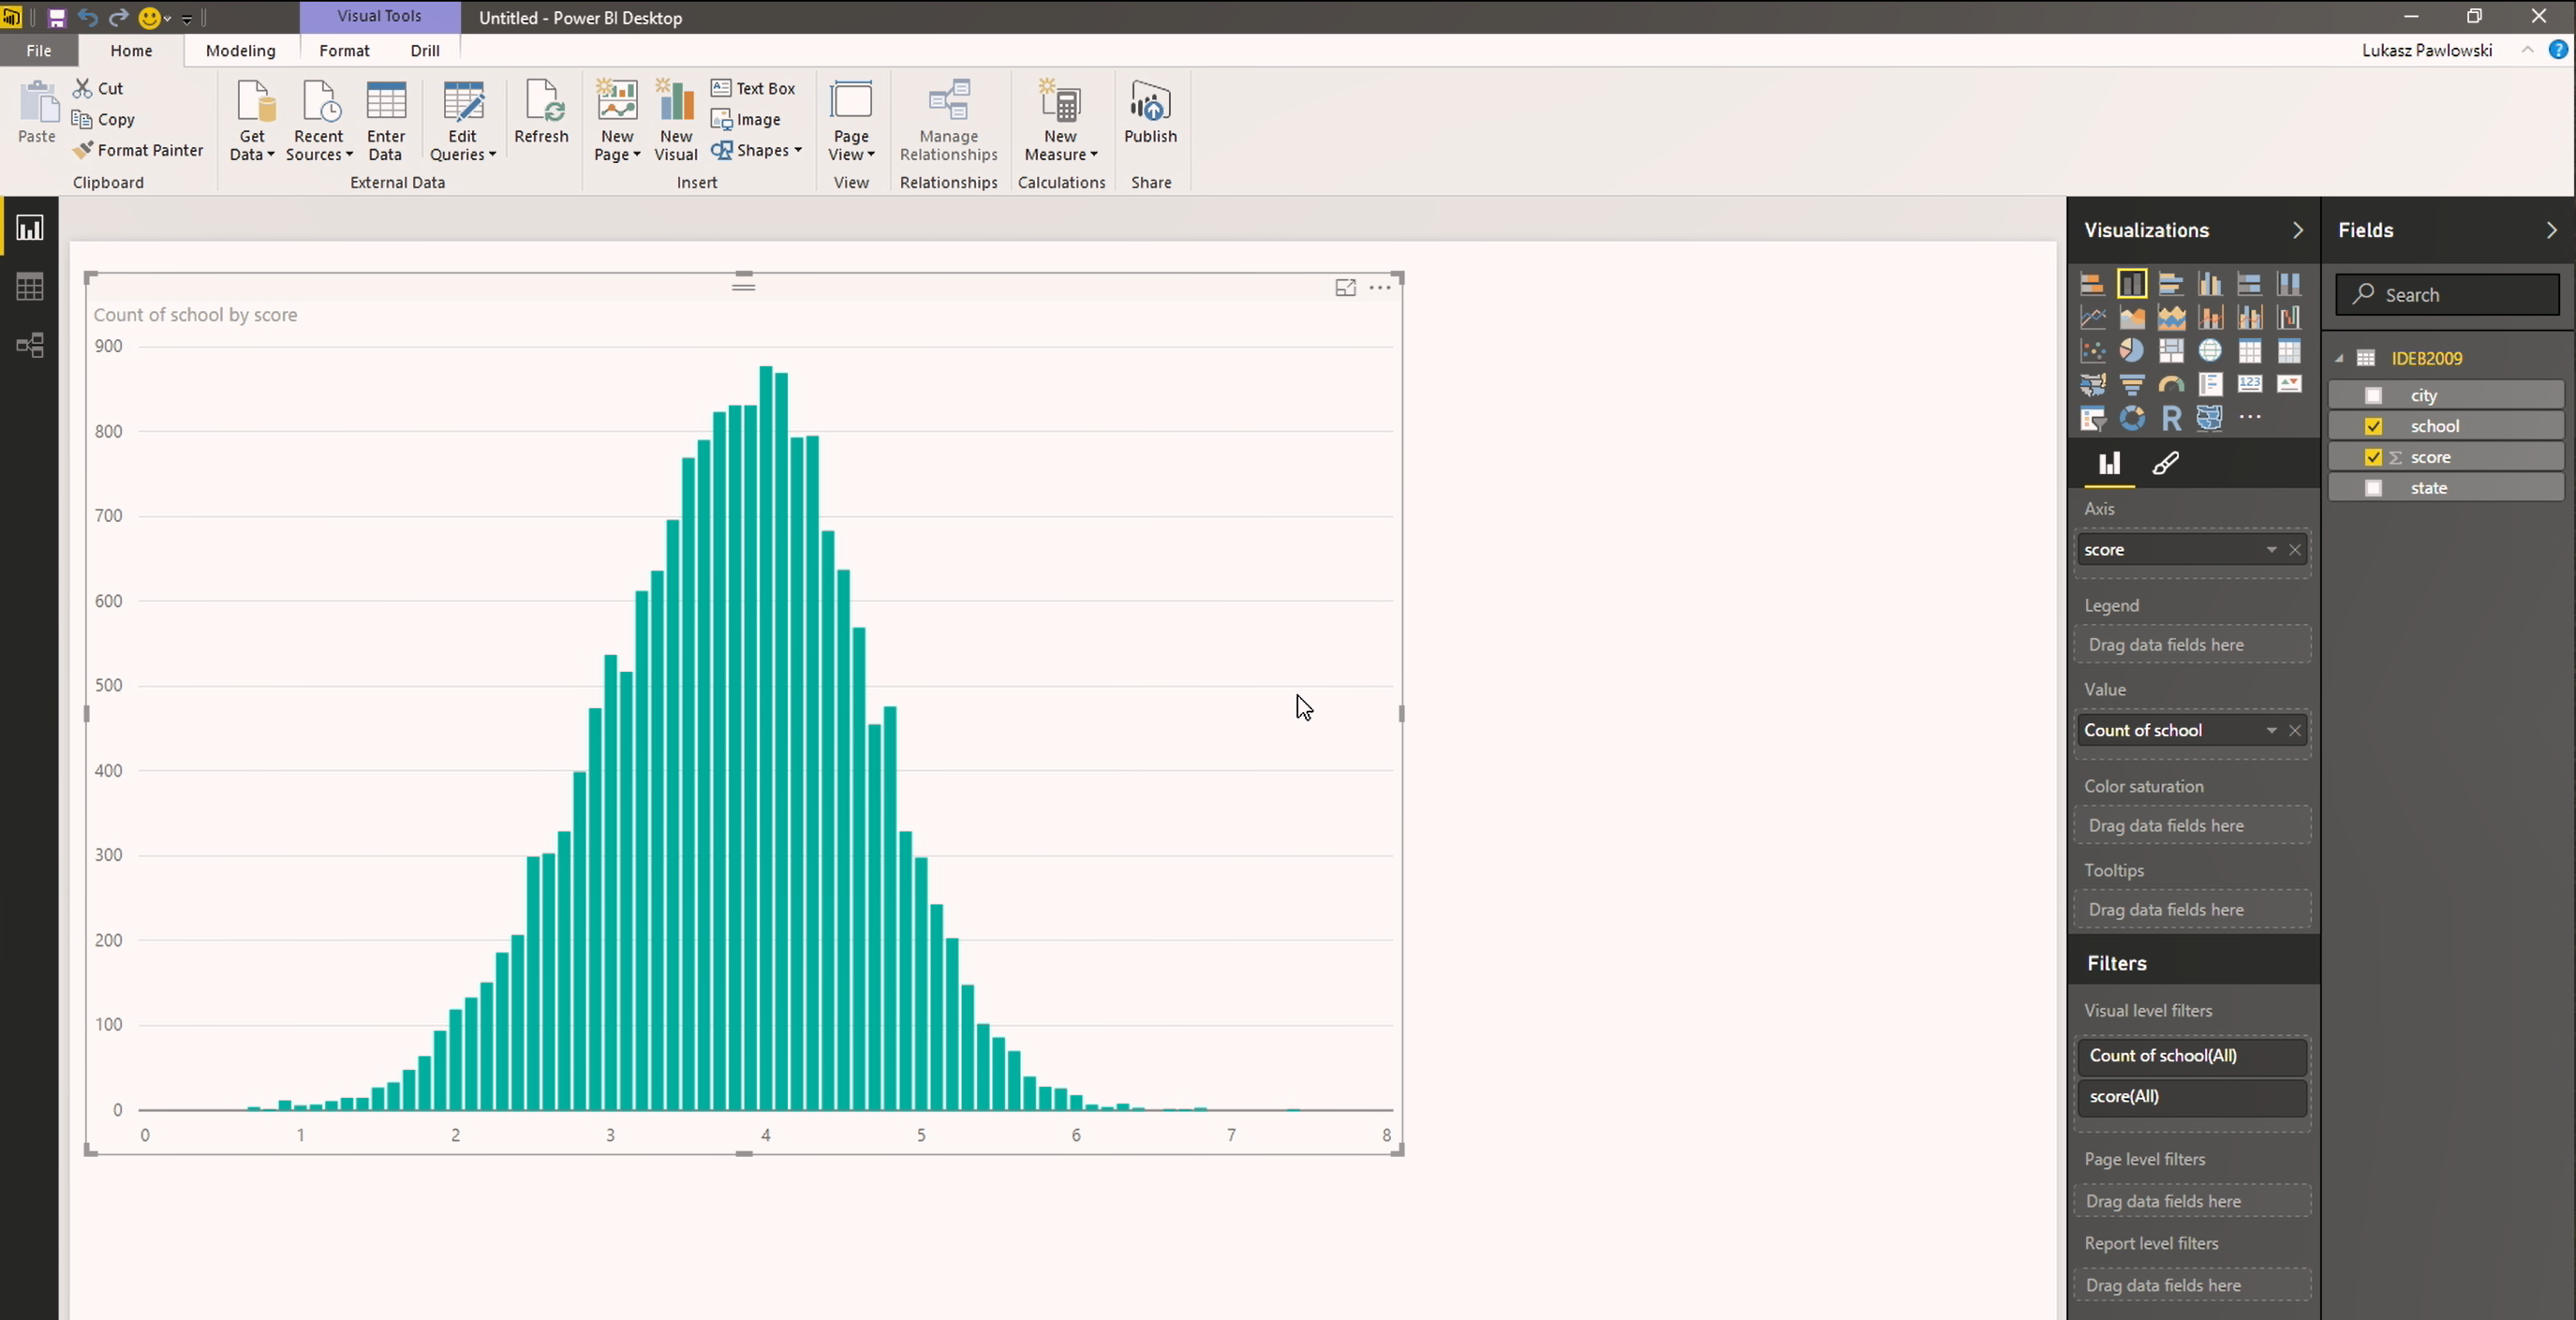 Visual Tools
Untitled - Power BI Desktop
File
Home
Modeling
Format
Drill
Lukasz Pawlowski
?
Paste
Cut
Copy
Format Painter
Clipboard
Get
Data
Recent
Sources
Enter
Data
Edit
Queries
Refresh
External Data
New
Page
New
Visual
Text Box
Image
Shapes
Insert
Page
View
View
Manage
Relationships
Relationships
New
Measure
Calculations
Publish
Share
Count of school by score
900
800
700
600
500
400
300
200
100
0
0 1 2 3 4 5 6 7 8
Visualizations
123
R
Axis
score
Legend
Drag data fields here
Value
Count of school
Color saturation
Drag data fields here
Tooltips
Drag data fields here
Filters
Visual level filters
Count of school(All)
score(All)
Page level filters
Drag data fields here
Report level filters
Drag data fields here
Fields
Search
IDEB2009
city
school
Σ score
state